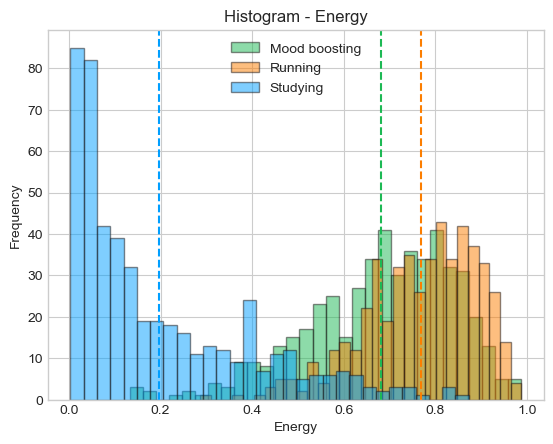 Histogram - Energy
Mood boosting
Running
Studying
Frequency
80
70
60
50
40
30
20
10
0
0.0 0.2 0.4 0.6 0.8 1.0
Energy